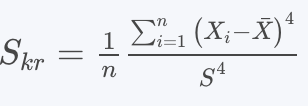 S_{kr} = \frac{1}{n} \frac{\sum_{i=1}^{n} (X_i - \bar{X})^4}{S^4}